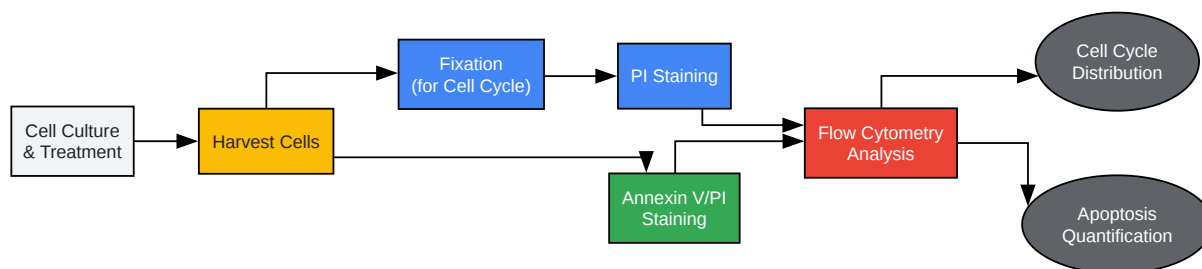 Cell Culture
& Treatment
Harvest Cells
Fixation
(for Cell Cycle)
PI Staining
Annexin V/PI
Staining
Flow Cytometry
Analysis
Cell Cycle
Distribution
Apoptosis
Quantification